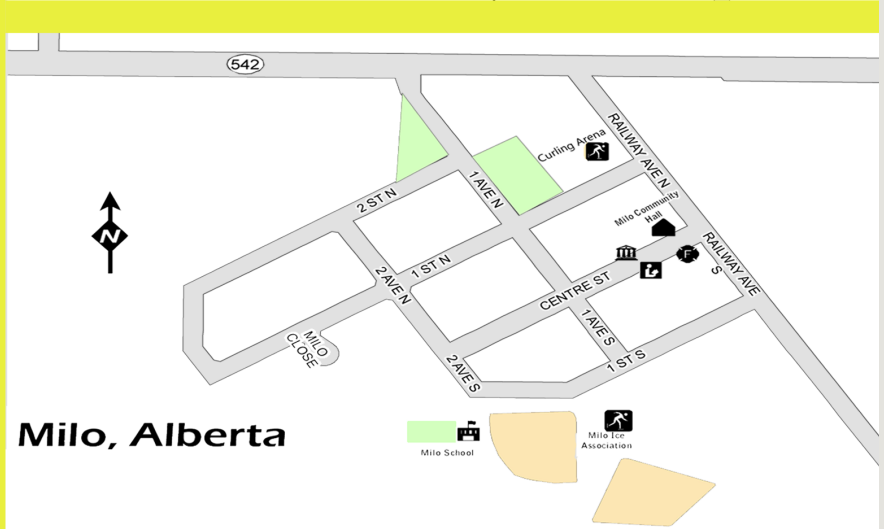 542
Curling Arena
RAILWAY AVE N
2 ST N
1 AVE N
Milo Community
Hall
N
1 ST N
2 AVE N
F
RAILWAY AVE
S
CENTRE ST
1 AVE S
MILO
CLOSE
2 AVE S
1 ST S
Milo, Alberta
Milo School
Milo Ice
Association